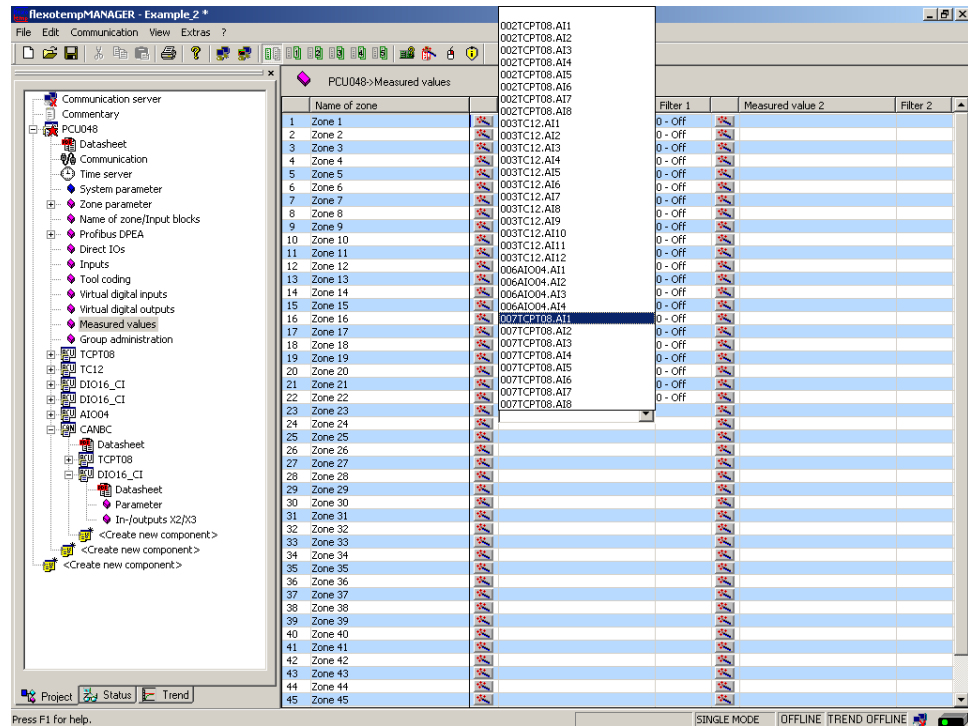 flexotempMANAGER - Example_2 *
File Edit Communication View Extras ?
PCU048->Measured values
Communication server
Commentary
PCU048
Datasheet
Communication
Time server
System parameter
Zone parameter
Name of zone/Input blocks
Profibus DPEA
Direct IOs
Inputs
Tool coding
Virtual digital inputs
Virtual digital outputs
Measured values
Group administration
TCPT08
TC12
DIO16_CI
DIO16_CI
AIO04
CANBC
Datasheet
TCPT08
DIO16_CI
Datasheet
Parameter
In-/outputs X2/X3
<Create new component>
<Create new component>
<Create new component>
Project Status Trend
Name of zone Filter 1 Measured value 2 Filter 2
1 Zone 1 0 - Off
2 Zone 2 0 - Off
3 Zone 3 0 - Off
4 Zone 4 0 - Off
5 Zone 5 0 - Off
6 Zone 6 0 - Off
7 Zone 7 0 - Off
8 Zone 8 0 - Off
9 Zone 9 0 - Off
10 Zone 10 0 - Off
11 Zone 11 0 - Off
12 Zone 12 0 - Off
13 Zone 13 0 - Off
14 Zone 14 0 - Off
15 Zone 15 0 - Off
16 Zone 16 0 - Off
17 Zone 17 0 - Off
18 Zone 18 0 - Off
19 Zone 19 0 - Off
20 Zone 20 0 - Off
21 Zone 21 0 - Off
22 Zone 22 0 - Off
23 Zone 23
24 Zone 24
25 Zone 25
26 Zone 26
27 Zone 27
28 Zone 28
29 Zone 29
30 Zone 30
31 Zone 31
32 Zone 32
33 Zone 33
34 Zone 34
35 Zone 35
36 Zone 36
37 Zone 37
38 Zone 38
39 Zone 39
40 Zone 40
41 Zone 41
42 Zone 42
43 Zone 43
44 Zone 44
45 Zone 45
002TCPT08.AI1
002TCPT08.AI2
002TCPT08.AI3
002TCPT08.AI4
002TCPT08.AI5
002TCPT08.AI6
002TCPT08.AI7
002TCPT08.AI8
003TC12.AI1
003TC12.AI2
003TC12.AI3
003TC12.AI4
003TC12.AI5
003TC12.AI6
003TC12.AI7
003TC12.AI8
003TC12.AI9
003TC12.AI10
003TC12.AI11
003TC12.AI12
006AIO04.AI1
006AIO04.AI2
006AIO04.AI3
006AIO04.AI4
007TCPT08.AI1
007TCPT08.AI2
007TCPT08.AI3
007TCPT08.AI4
007TCPT08.AI5
007TCPT08.AI6
007TCPT08.AI7
007TCPT08.AI8
Press F1 for help. SINGLE MODE OFFLINE TREND OFFLINE